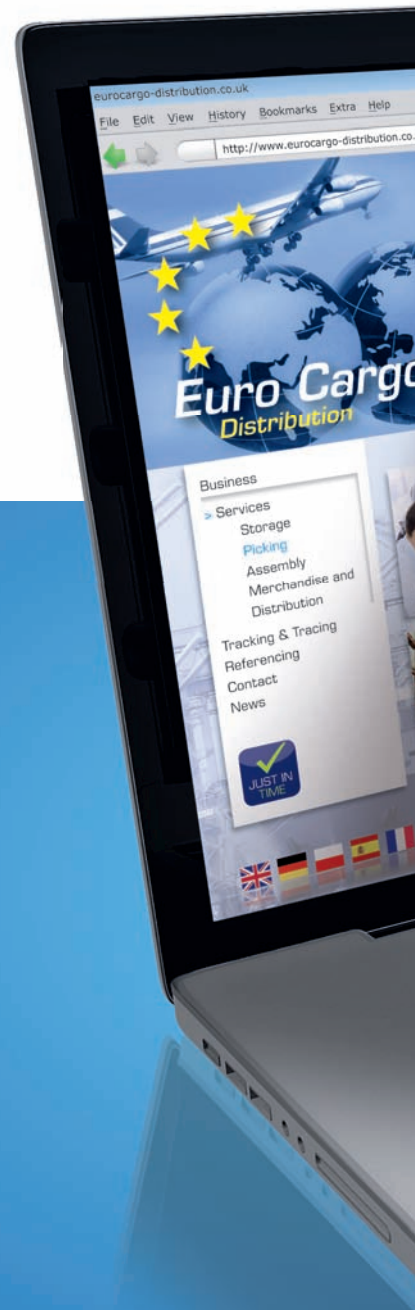 eurocargo-distribution.co.uk
File Edit View History Bookmarks Extra Help
http://www.eurocargo-distribution.co.
Euro Cargo
Distribution
Business
> Services
Storage
Picking
Assembly
Merchandise and
Distribution
Tracking & Tracing
Referencing
Contact
News
JUST IN
TIME